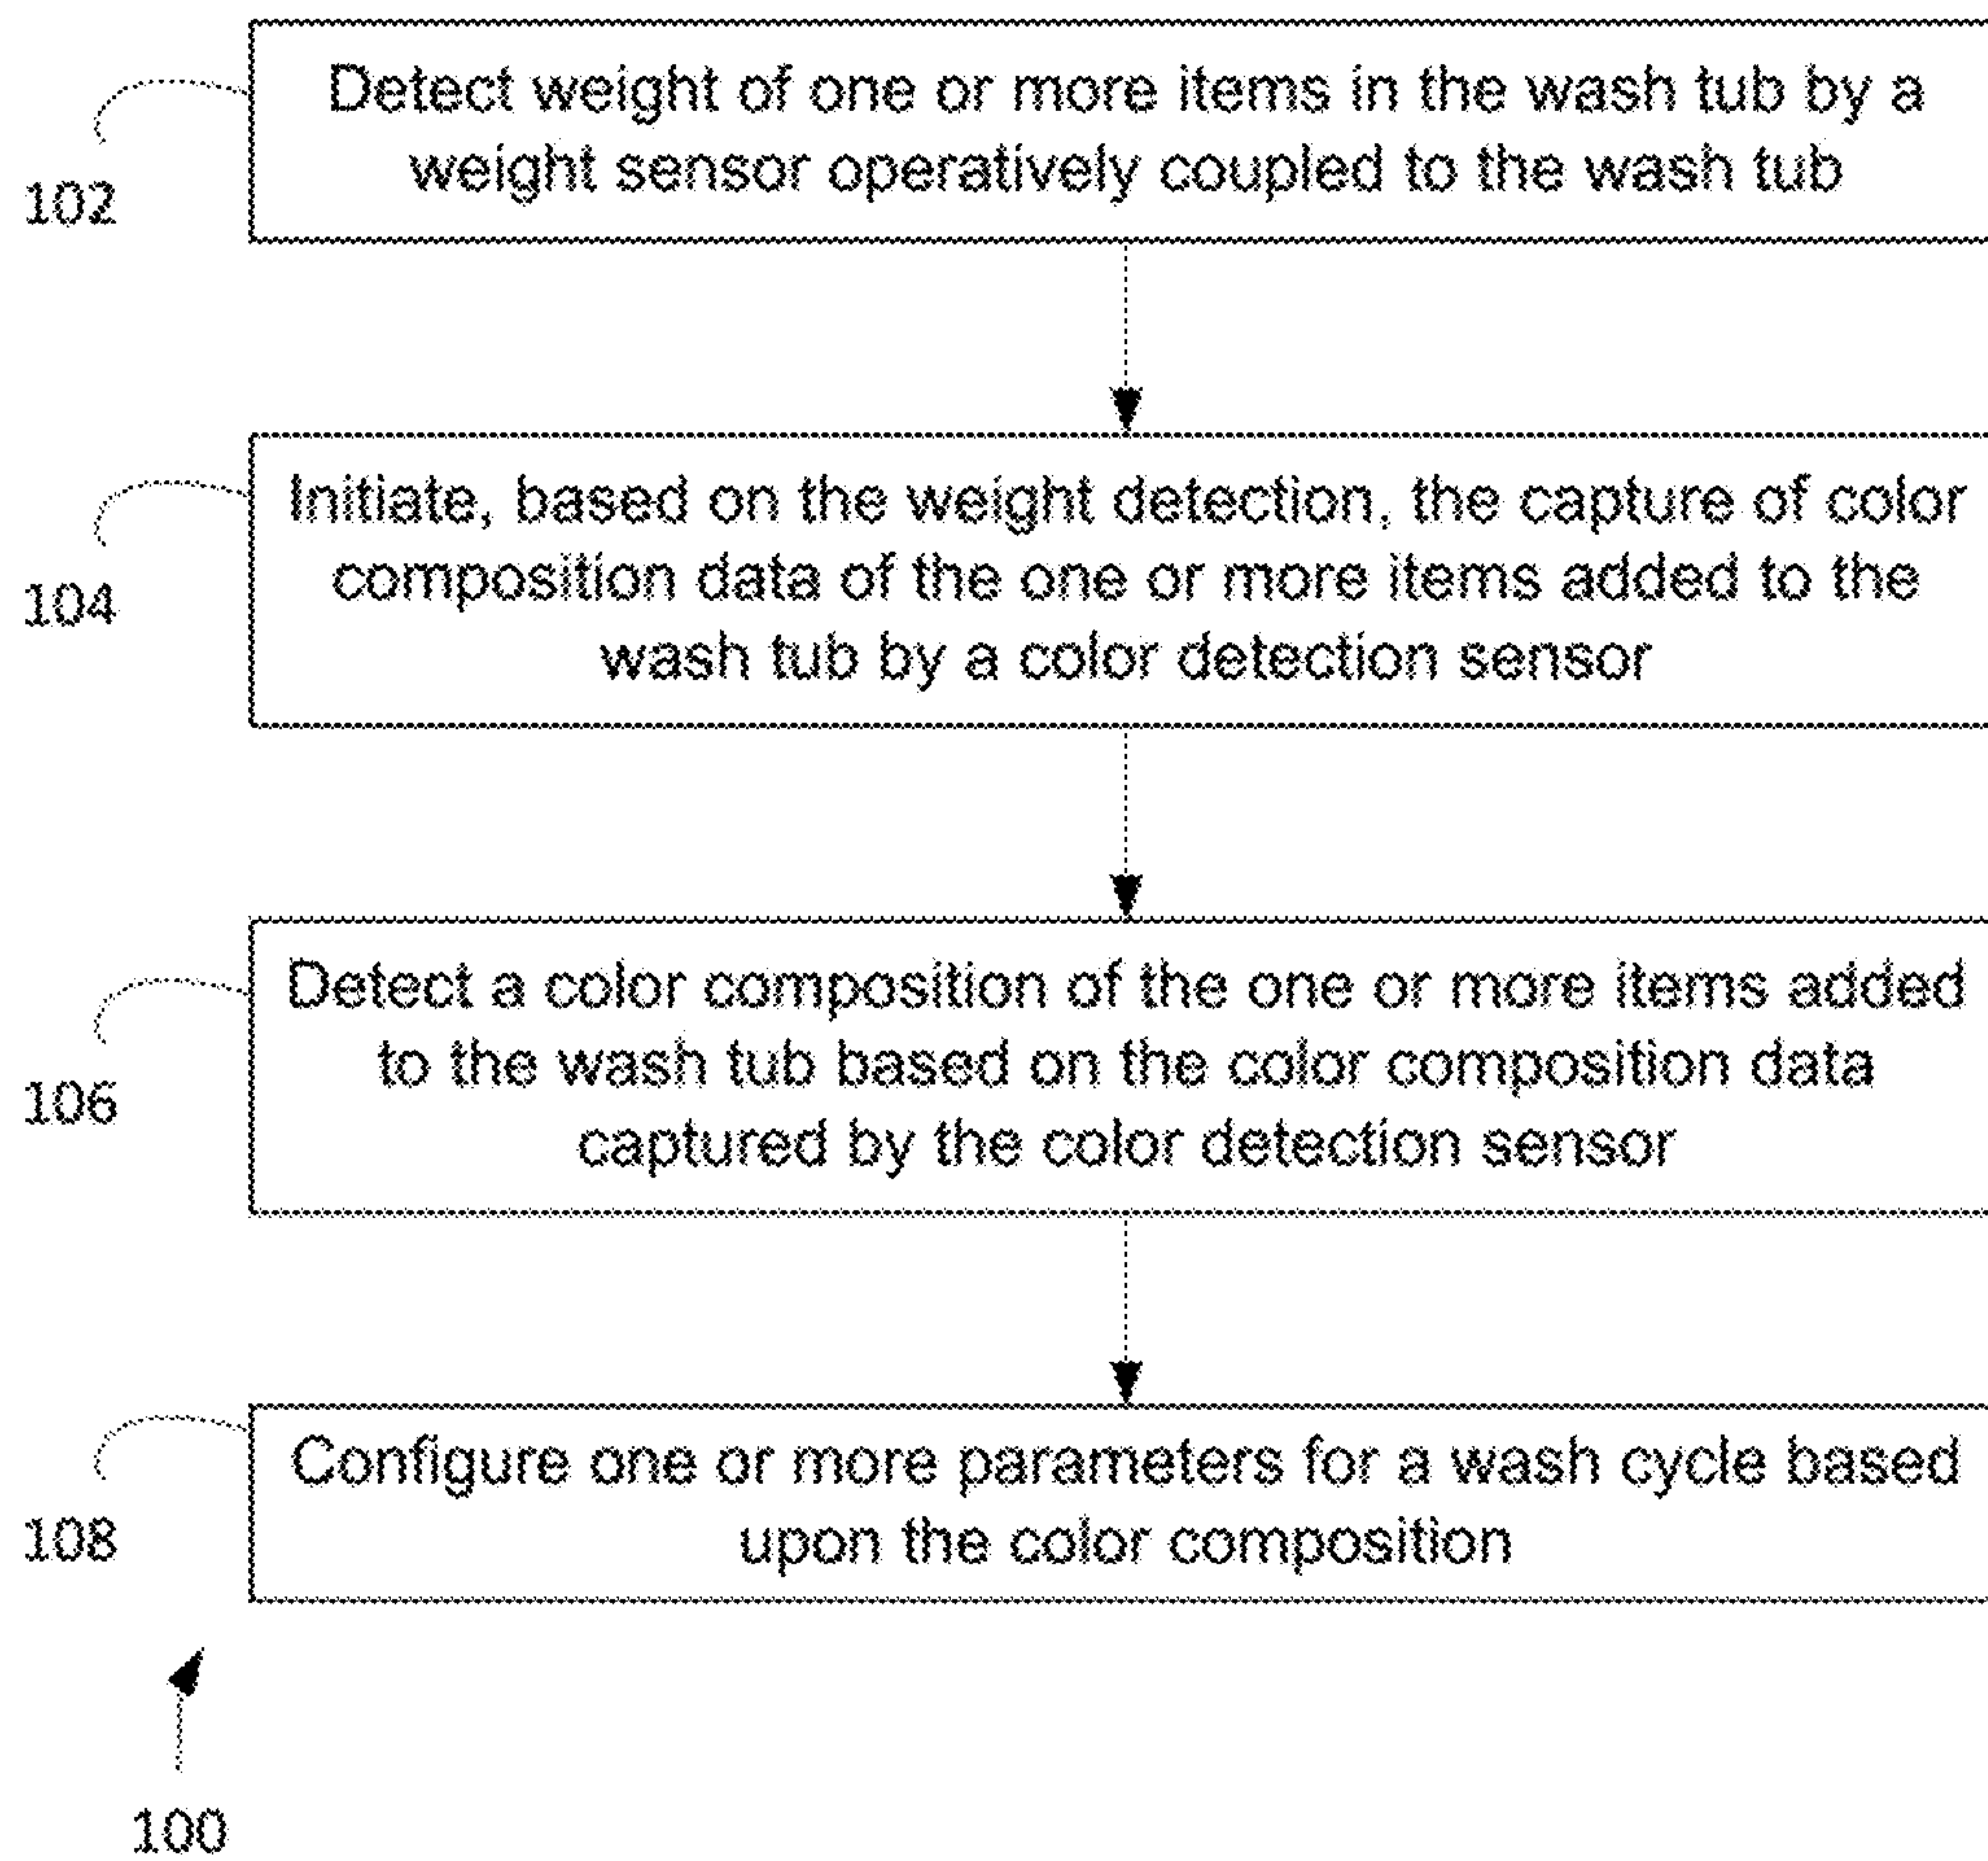 Detect weight of one or more items in the wash tub by a
weight sensor operatively coupled to the wash tub
102
Initiate, based on the weight detection, the capture of color
composition data of the one or more items added to the
wash tub by a color detection sensor
104
Detect a color composition of the one or more items added
to the wash tub based on the color composition data
captured by the color detection sensor
106
Configure one or more parameters for a wash cycle based
upon the color composition
108
100